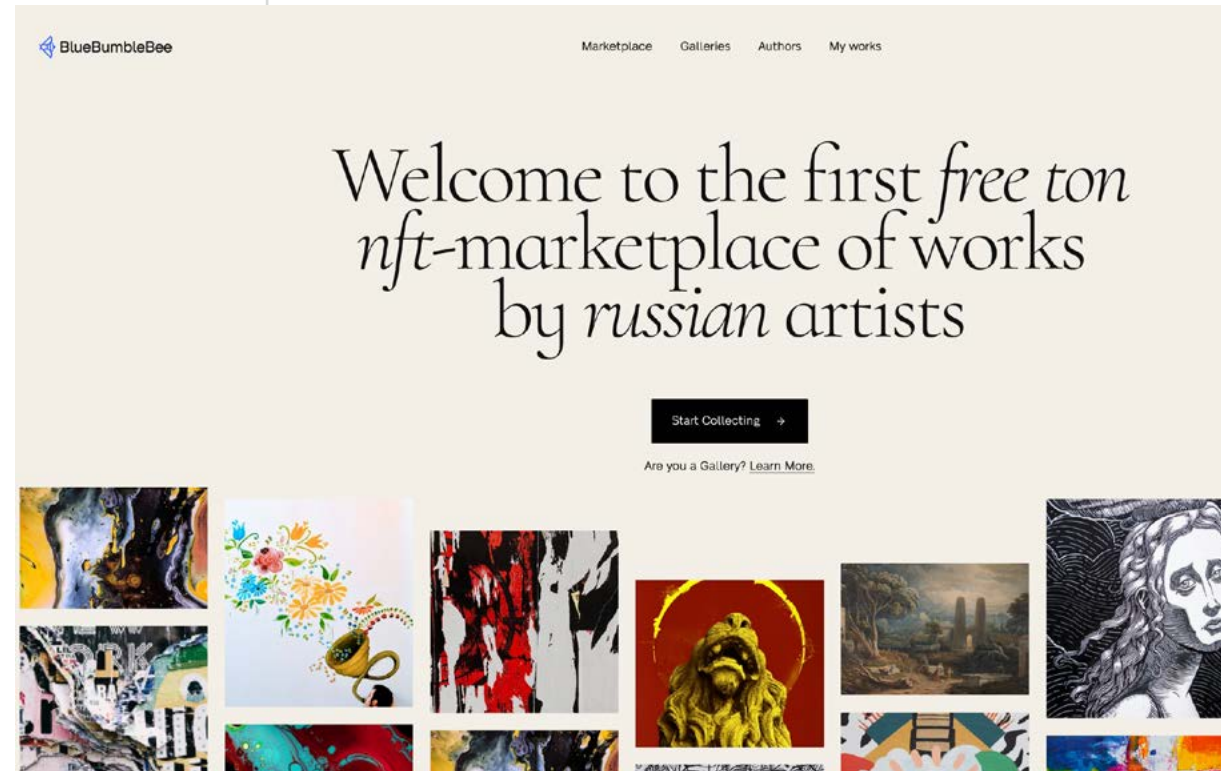 BlueBumbleBee
Marketplace Galleries Authors My works
Welcome to the first free ton
nft-marketplace of works
by russian artists
Start Collecting →
Are you a Gallery? Learn More.
ORK